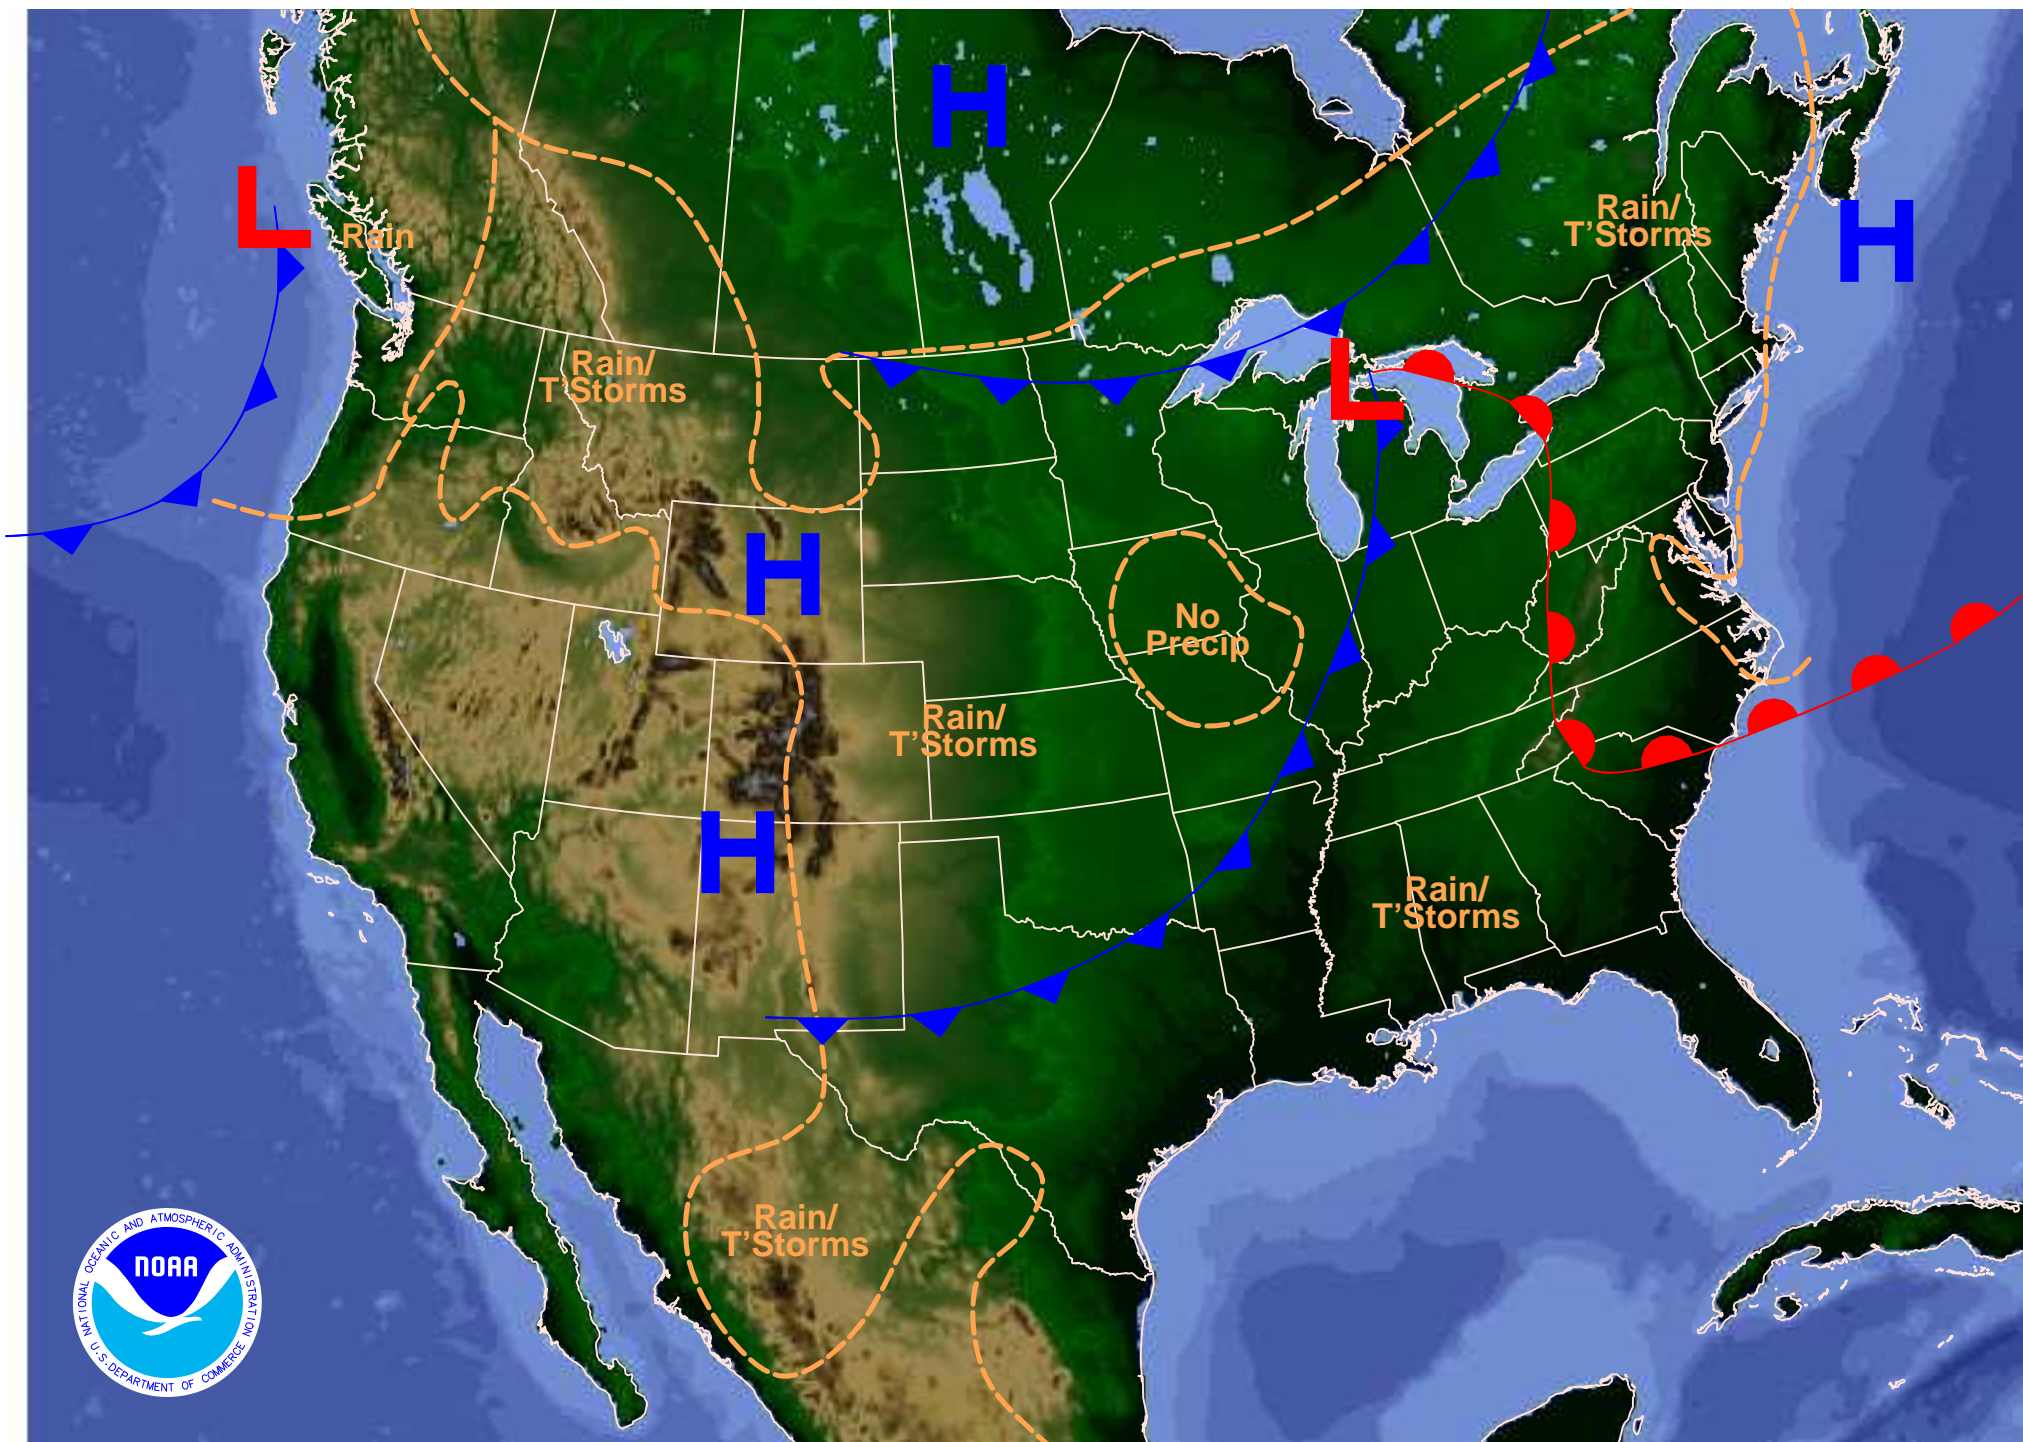 H
L
Rain
Rain/
T'Storms
H
Rain/
T'Storms
L
H
No
Precip
Rain/
T'Storms
H
Rain/
T'Storms
Rain/
T'Storms
NATIONAL OCEANIC AND ATMOSPHERIC ADMINISTRATION
NOAA
U.S. DEPARTMENT OF COMMERCE